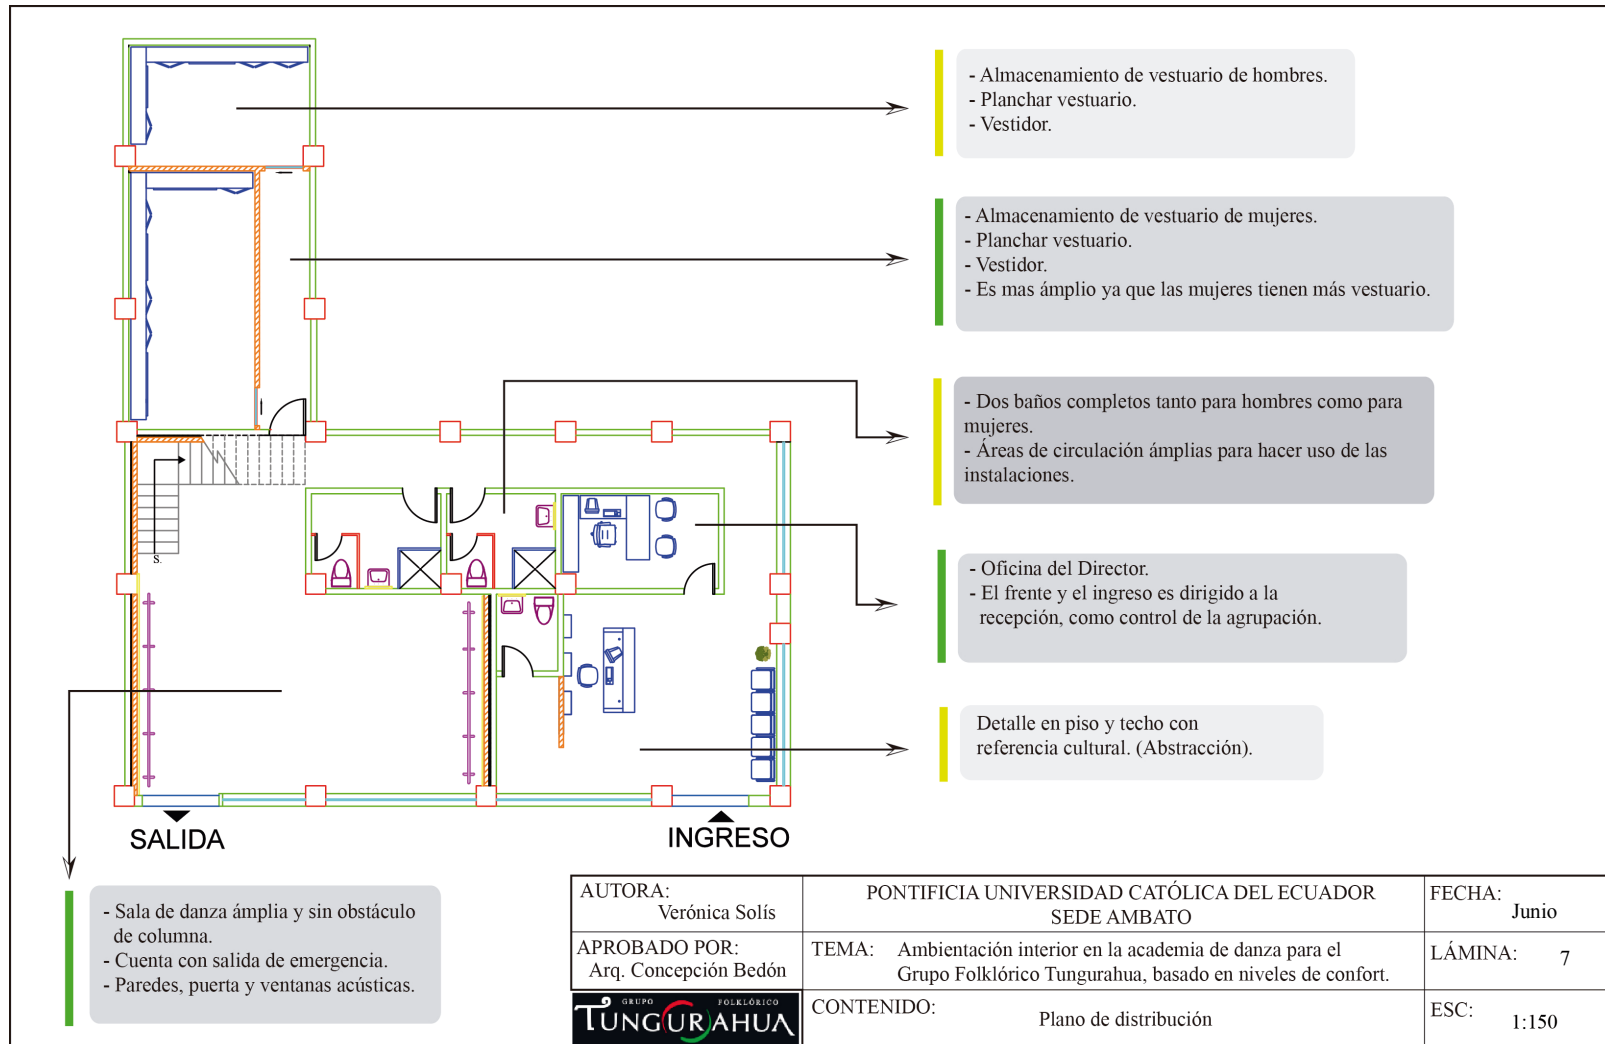 - Almacenamiento de vestuario de hombres.
- Planchar vestuario.
- Vestidor.
- Almacenamiento de vestuario de mujeres.
- Planchar vestuario.
- Vestidor.
- Es mas ámplio ya que las mujeres tienen más vestuario.
- Dos baños completos tanto para hombres como para
mujeres.
- Áreas de circulación ámplias para hacer uso de las
instalaciones.
S.
- Oficina del Director.
- El frente y el ingreso es dirigido a la
recepción, como control de la agrupación.
Detalle en piso y techo con
referencia cultural. (Abstracción).
SALIDA
INGRESO
- Sala de danza ámplia y sin obstáculo
de columna.
- Cuenta con salida de emergencia.
- Paredes, puerta y ventanas acústicas.
AUTORA:
Verónica Solís
PONTIFICIA UNIVERSIDAD CATÓLICA DEL ECUADOR
SEDE AMBATO
FECHA:
Junio
APROBADO POR:
Arq. Concepción Bedón
TEMA: Ambientación interior en la academia de danza para el
Grupo Folklórico Tungurahua, basado en niveles de confort.
LÁMINA: 7
GRUPO FOLKLÓRICO
TUNGURAHUA
CONTENIDO:
Plano de distribución
ESC:
1:150